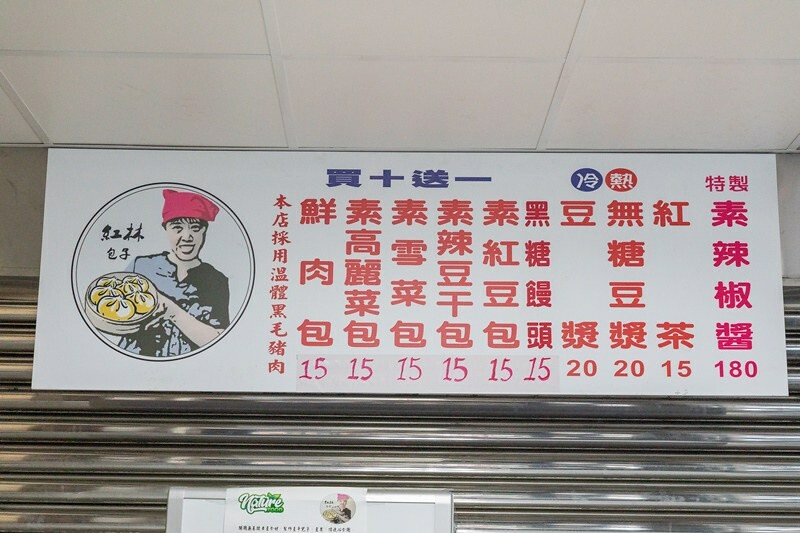 紅林
包子
買十送一
本店採用溫體黑毛豬肉
鮮肉包 15
素高麗菜包 15
素雪菜包 15
素辣豆干包 15
素紅豆包 15
黑糖饅頭 15
冷 熱
豆漿 20
無糖豆漿 20
紅茶 15
特製
素辣椒醬 180
Nature